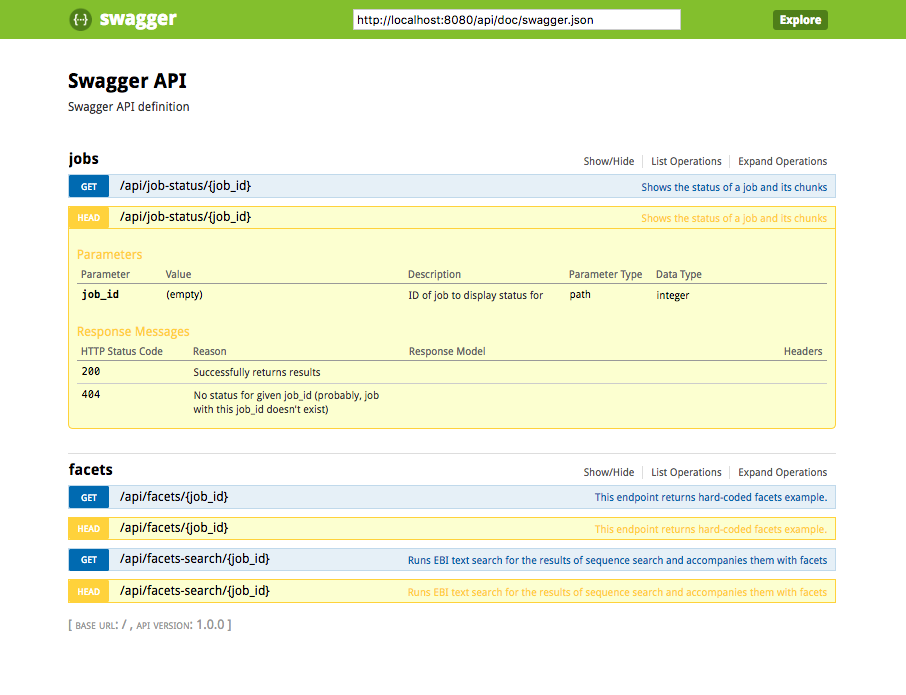 {··} swagger http://localhost:8080/api/doc/swagger.json Explore
Swagger API
Swagger API definition
jobs Show/Hide List Operations Expand Operations
GET /api/job-status/{job_id} Shows the status of a job and its chunks
HEAD /api/job-status/{job_id} Shows the status of a job and its chunks
Parameters
Parameter Value Description Parameter Type Data Type
job_id (empty) ID of job to display status for path integer
Response Messages
HTTP Status Code Reason Response Model Headers
200 Successfully returns results
404 No status for given job_id (probably, job
with this job_id doesn't exist)
facets Show/Hide List Operations Expand Operations
GET /api/facets/{job_id} This endpoint returns hard-coded facets example.
HEAD /api/facets/{job_id} This endpoint returns hard-coded facets example.
GET /api/facets-search/{job_id} Runs EBI text search for the results of sequence search and accompanies them with facets
HEAD /api/facets-search/{job_id} Runs EBI text search for the results of sequence search and accompanies them with facets
[ BASE URL: / , API VERSION: 1.0.0 ]